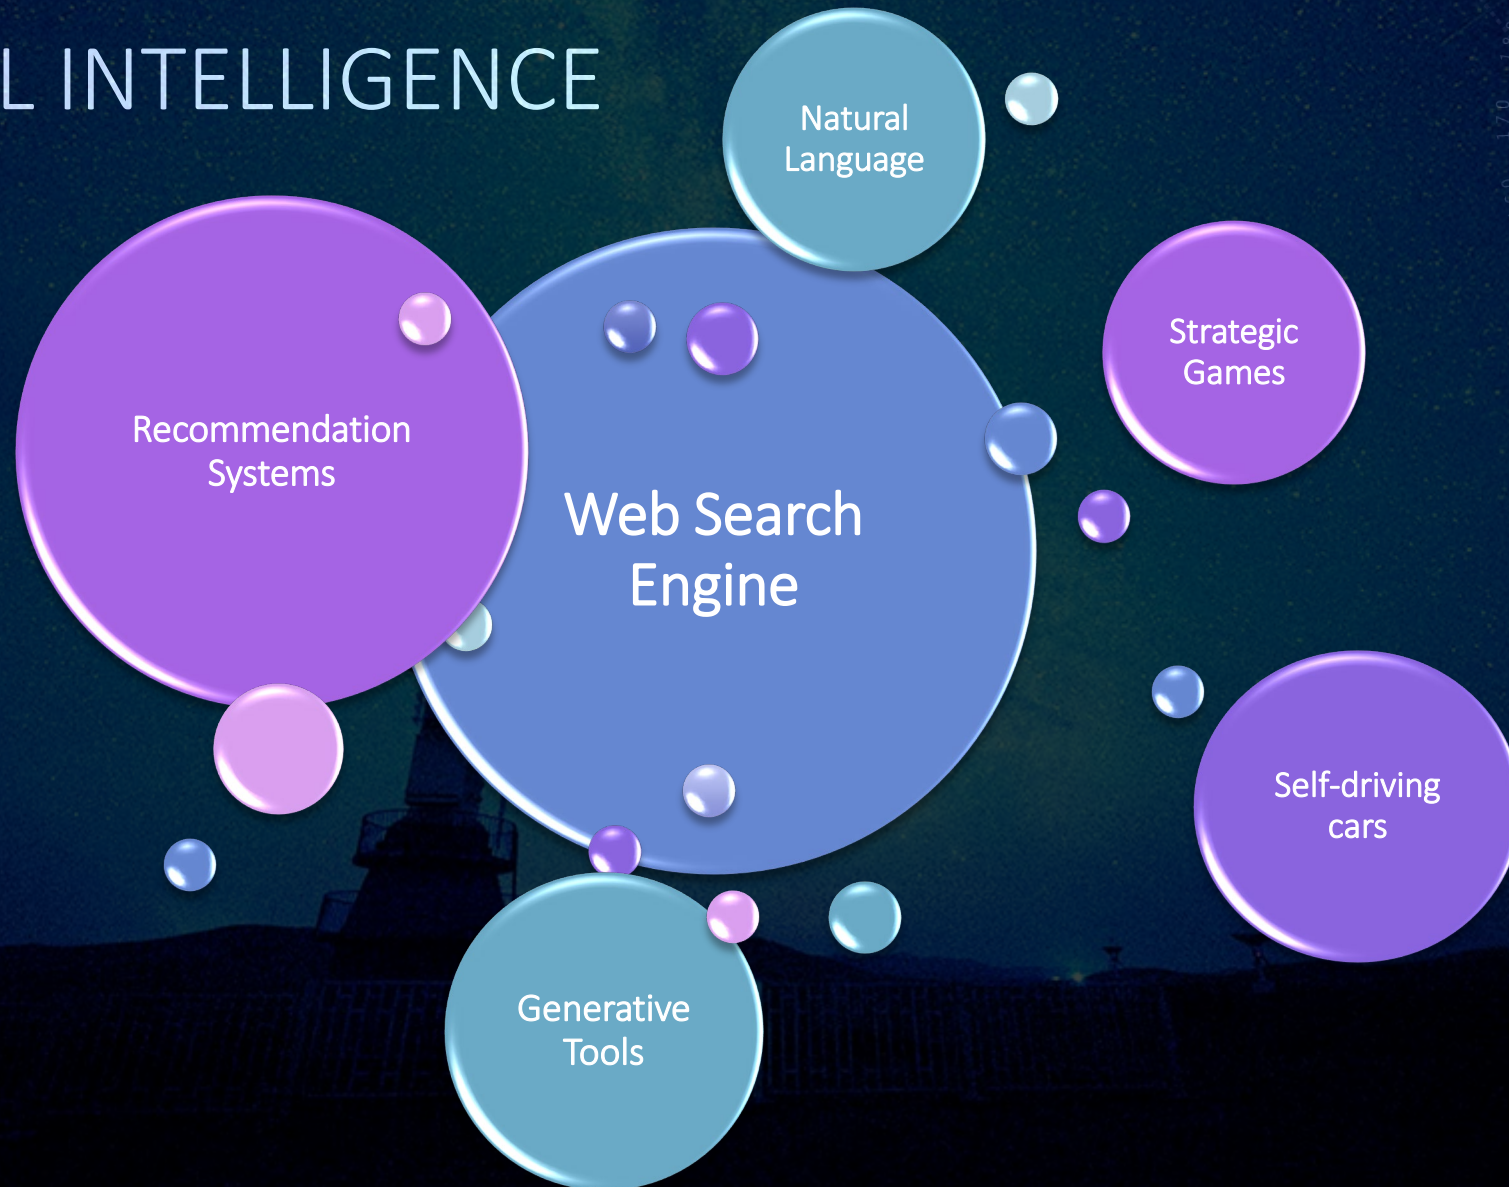 L INTELLIGENCE
Natural
Language
Strategic
Games
Recommendation
Systems
Web Search
Engine
Self-driving
cars
Generative
Tools